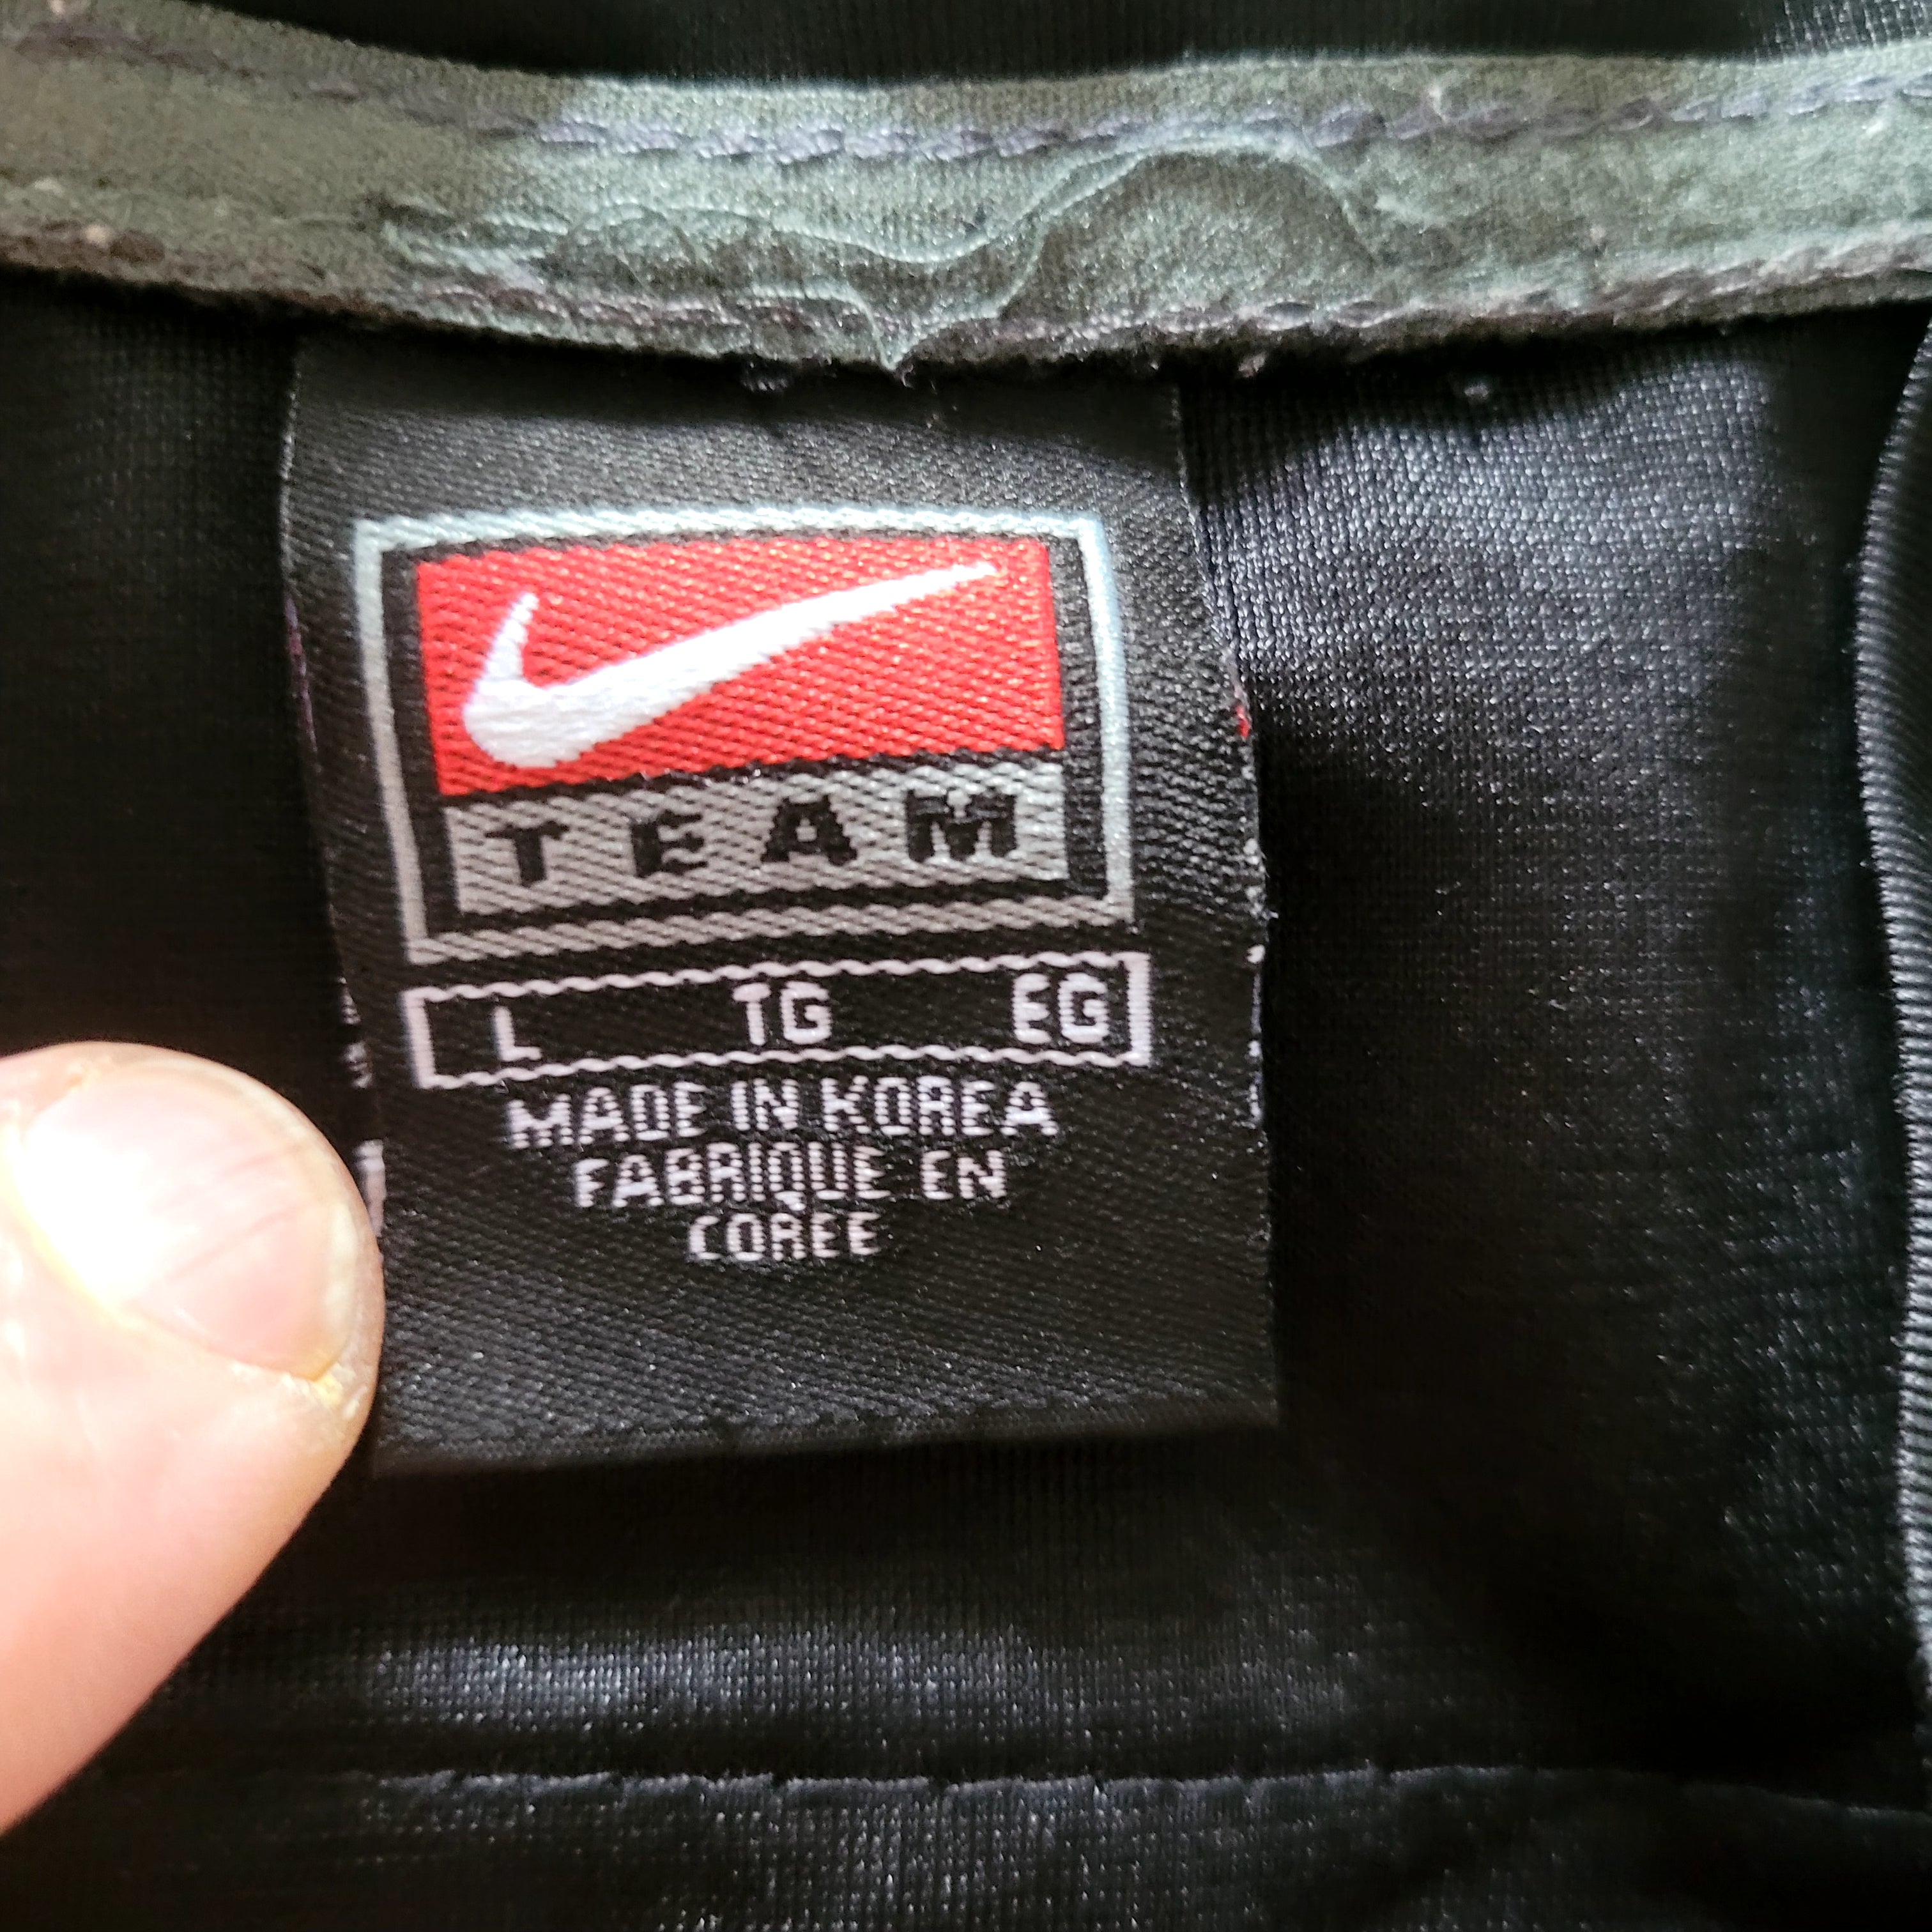 TEAM
L TG EG
MADE IN KOREA
FABRIQUE EN
COREE